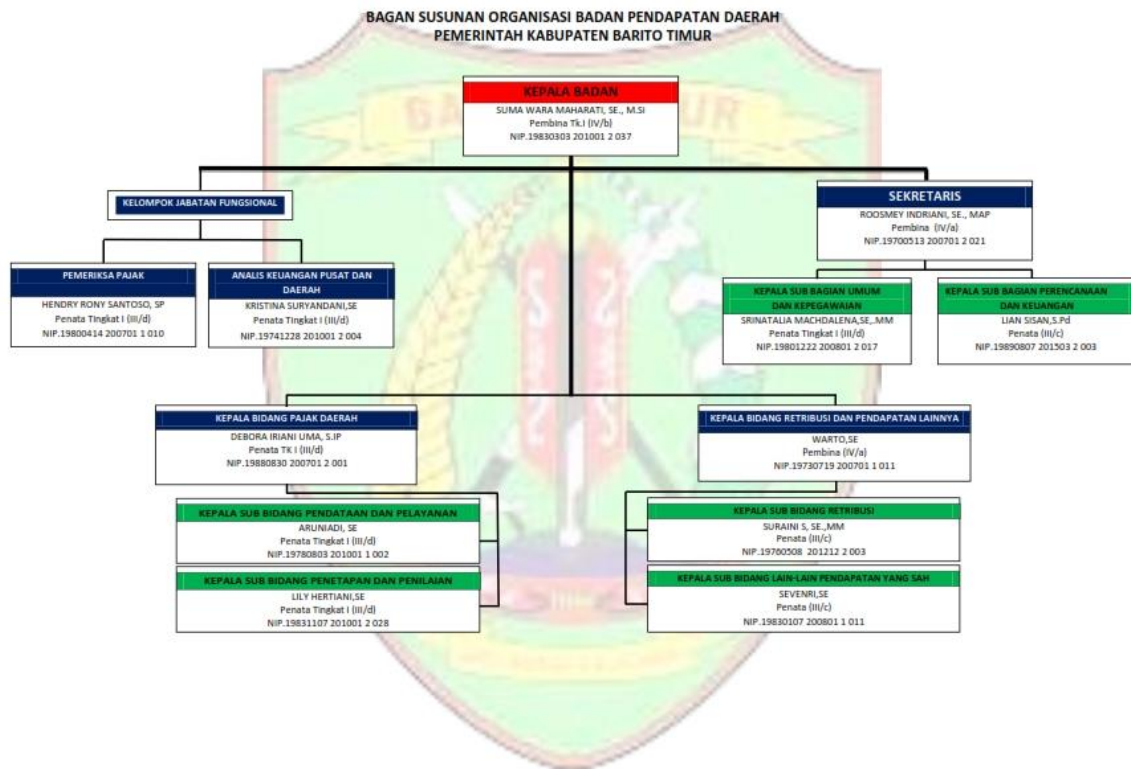 BAGAN SUSUNAN ORGANISASI BADAN PENDAPATAN DAERAH
PEMERINTAH KABUPATEN BARITO TIMUR
KEPALA BADAN
SUMA WARA MAHARATI, SE., M.SI
Pembina Tk.I (IV/b)
NIP.19830303 201001 2 037
KELOMPOK JABATAN FUNGSIONAL
SEKRETARIS
ROOSMEY INDRIANI, SE., MAP
Pembina (IV/a)
NIP.19700513 200701 2 021
PEMERIKSA PAJAK
HENDRY RONY SANTOSO, SP
Penata Tingkat I (III/d)
NIP.19800414 200701 1 010
ANALIS KEUANGAN PUSAT DAN
DAERAH
KRISTINA SURYANDANI,SE
Penata Tingkat I (III/d)
NIP.19741228 201001 2 004
KEPALA SUB BAGIAN UMUM
DAN KEPEGAWAIAN
SRINATALIA MACHDALENA,SE,.MM
Penata Tingkat I (III/d)
NIP.19801222 200801 2 017
KEPALA SUB BAGIAN PERENCANAAN
DAN KEUANGAN
LIAN SISAN,S.Pd
Penata (III/c)
NIP.19890807 201503 2 003
KEPALA BIDANG PAJAK DAERAH
DEBORA IRIANI UMA, S.IP
Penata TK I (III/d)
NIP.19880830 200701 2 001
KEPALA BIDANG RETRIBUSI DAN PENDAPATAN LAINNYA
WARTO,SE
Pembina (IV/a)
NIP.19730719 200701 1 011
KEPALA SUB BIDANG PENDATAAN DAN PELAYANAN
ARUNIADI, SE
Penata Tingkat I (III/d)
NIP.19780803 201001 1 002
KEPALA SUB BIDANG PENETAPAN DAN PENILAIAN
LILY HERTIANI,SE
Penata Tingkat I (III/d)
NIP.19831107 201001 2 028
KEPALA SUB BIDANG RETRIBUSI
SURAINI S, SE.,MM
Penata (III/c)
NIP.19760508 201212 2 003
KEPALA SUB BIDANG LAIN-LAIN PENDAPATAN YANG SAH
SEVENRI,SE
Penata (III/c)
NIP.19830107 200801 1 011